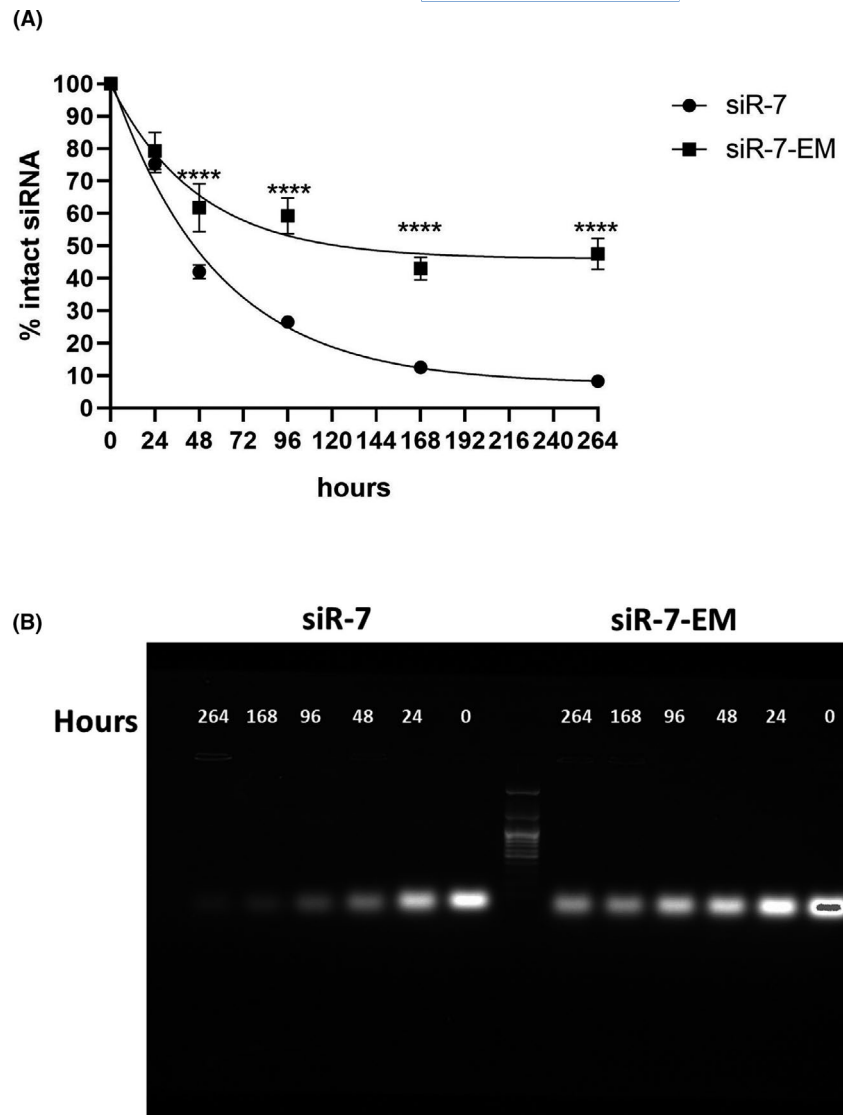 (A)
100
90
80
70
60
50
40
30
20
10
0
% intact siRNA
****
****
****
****
0 24 48 72 96 120 144 168 192 216 240 264
hours
siR-7
siR-7-EM
(B)
siR-7 siR-7-EM
Hours 264 168 96 48 24 0 264 168 96 48 24 0